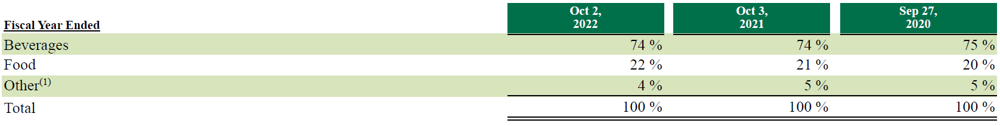 Fiscal Year Ended Oct 2, 2022 Oct 3, 2021 Sep 27, 2020
Beverages 74 % 74 % 75 %
Food 22 % 21 % 20 %
Other(1) 4 % 5 % 5 %
Total 100 % 100 % 100 %